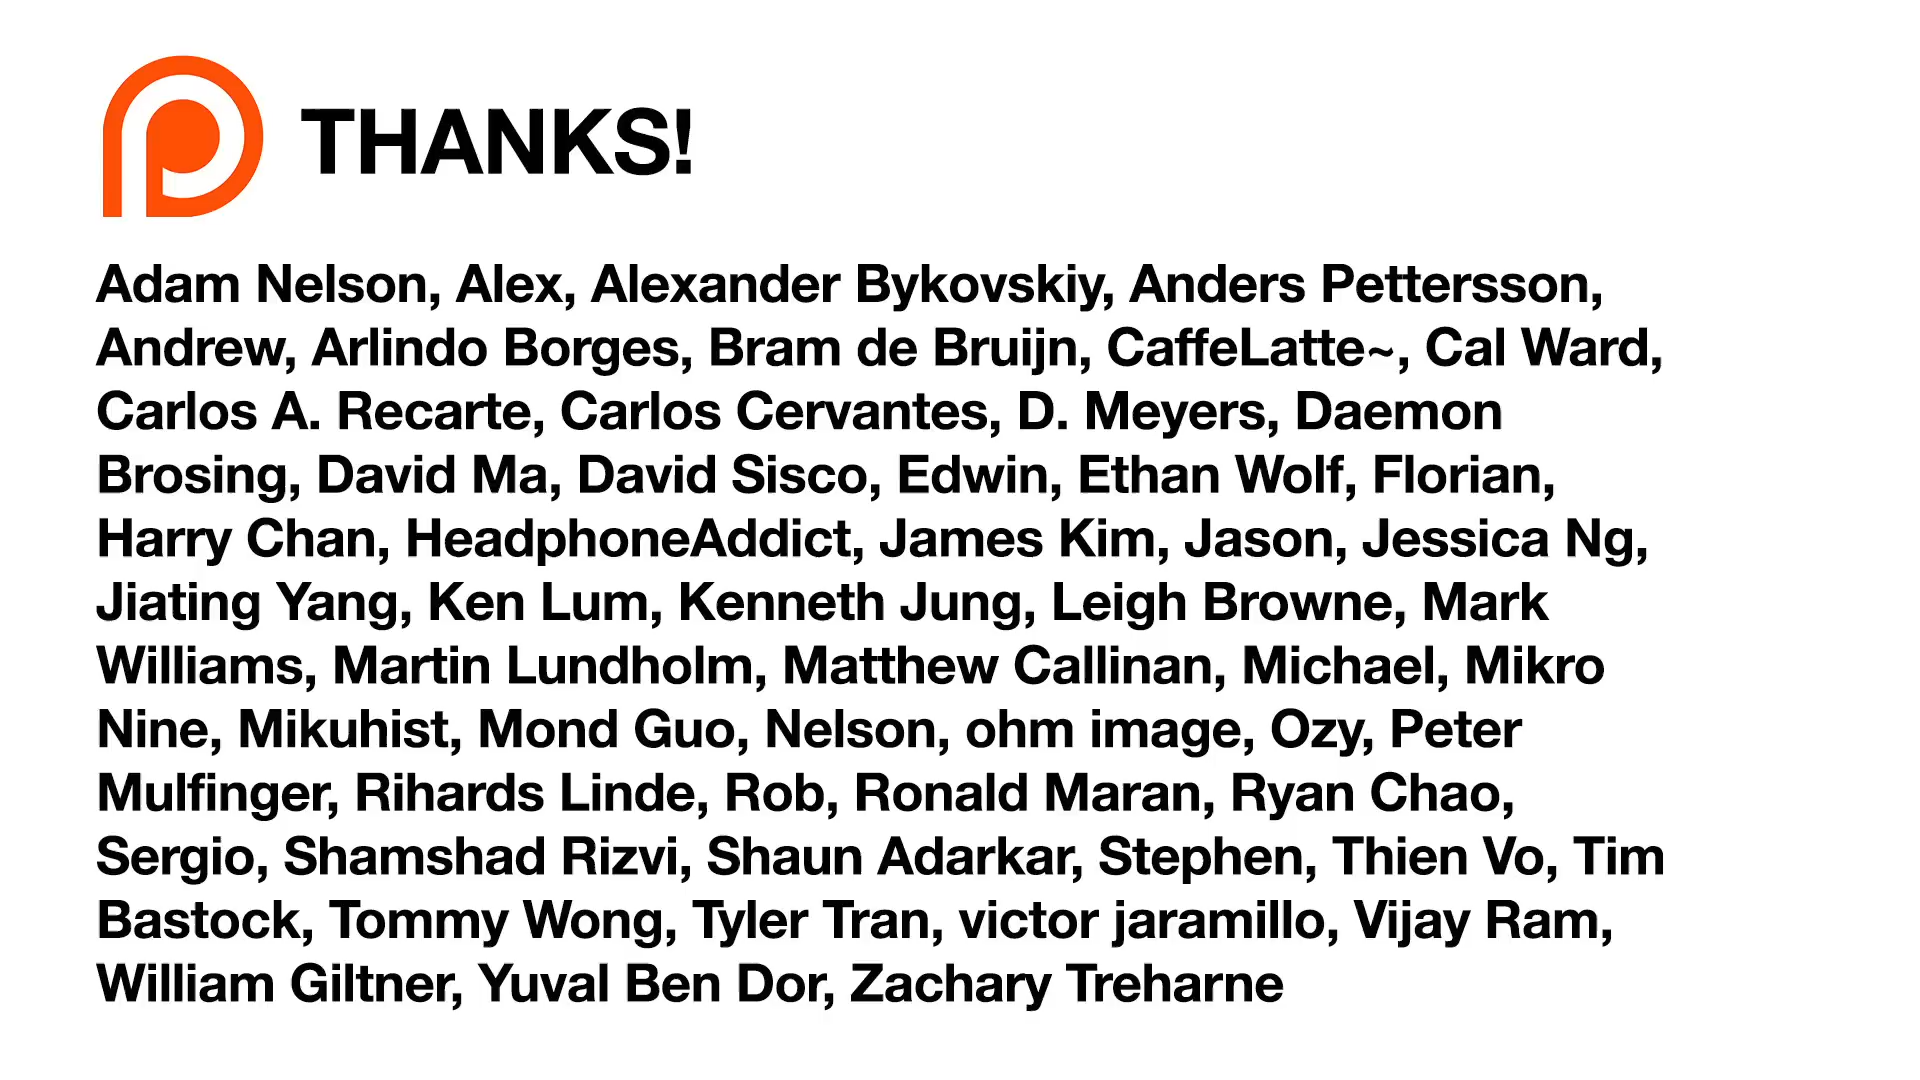 THANKS!
Adam Nelson, Alex, Alexander Bykovskiy, Anders Pettersson,
Andrew, Arlindo Borges, Bram de Bruijn, CaffeLatte~, Cal Ward,
Carlos A. Recarte, Carlos Cervantes, D. Meyers, Daemon
Brosing, David Ma, David Sisco, Edwin, Ethan Wolf, Florian,
Harry Chan, HeadphoneAddict, James Kim, Jason, Jessica Ng,
Jiating Yang, Ken Lum, Kenneth Jung, Leigh Browne, Mark
Williams, Martin Lundholm, Matthew Callinan, Michael, Mikro
Nine, Mikuhist, Mond Guo, Nelson, ohm image, Ozy, Peter
Mulfinger, Rihards Linde, Rob, Ronald Maran, Ryan Chao,
Sergio, Shamshad Rizvi, Shaun Adarkar, Stephen, Thien Vo, Tim
Bastock, Tommy Wong, Tyler Tran, victor jaramillo, Vijay Ram,
William Giltner, Yuval Ben Dor, Zachary Treharne